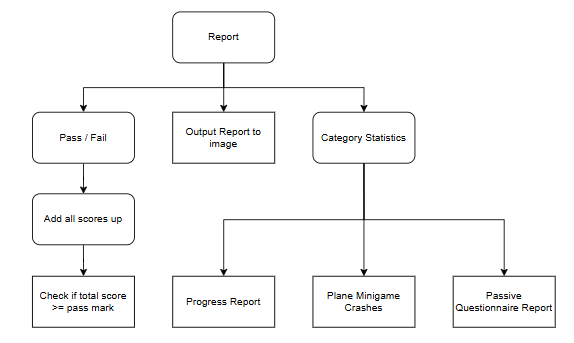 Report
Pass / Fail
Output Report to
image
Category Statistics
Add all scores up
Check if total score
>= pass mark
Progress Report
Plane Minigame
Crashes
Passive
Questionnaire Report